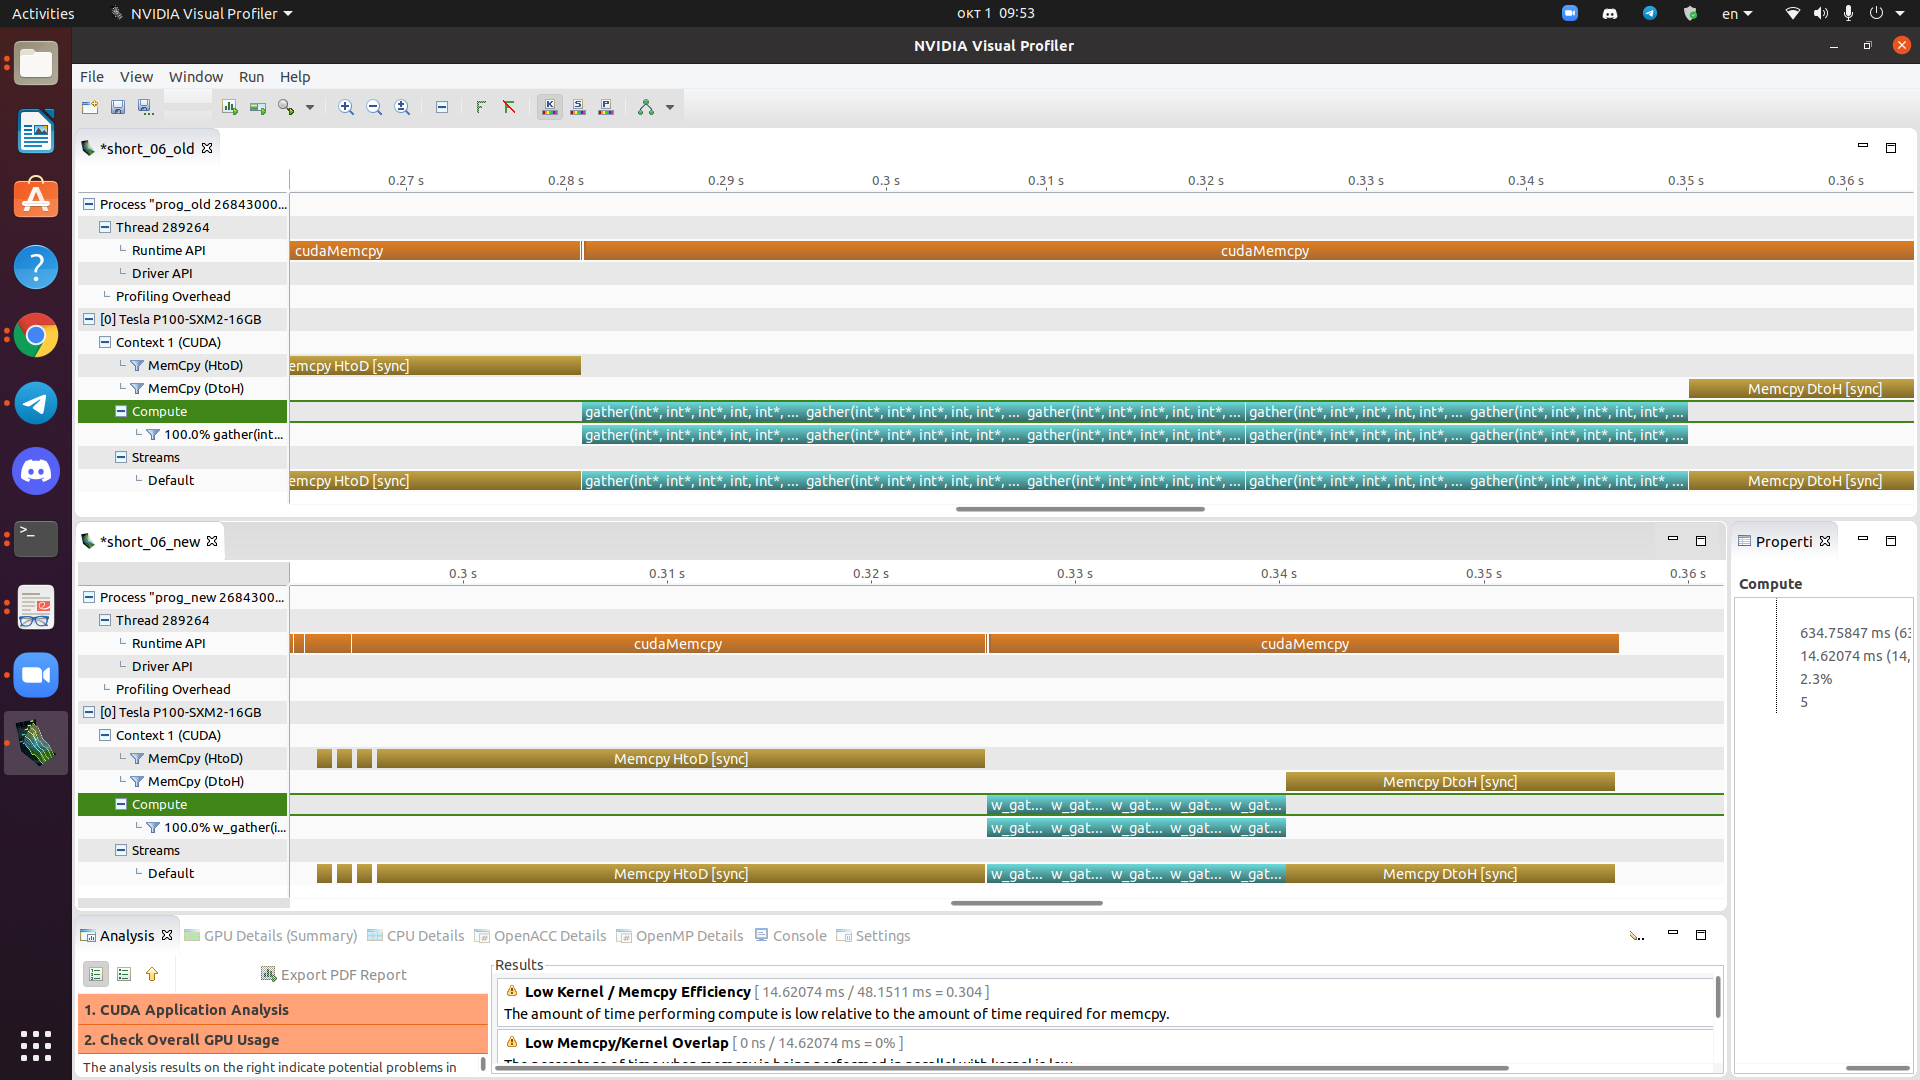 Activities
NVIDIA Visual Profiler
окт 1 09:53
en
NVIDIA Visual Profiler
File View Window Run Help
*short_06_old
0.27 s 0.28 s 0.29 s 0.3 s 0.31 s 0.32 s 0.33 s 0.34 s 0.35 s 0.36 s
Process "prog_old 26843000...
Thread 289264
Runtime API
cudaMemcpy cudaMemcpy
Driver API
Profiling Overhead
[0] Tesla P100-SXM2-16GB
Context 1 (CUDA)
MemCpy (HtoD)
emcpy HtoD [sync]
MemCpy (DtoH)
Memcpy DtoH [sync]
Compute
gather(int*, int*, int*, int, int*, ... gather(int*, int*, int*, int, int*, ... gather(int*, int*, int*, int, int*, ... gather(int*, int*, int*, int, int*, ... gather(int*, int*, int*, int, int*, ...
100.0% gather(int...
gather(int*, int*, int*, int, int*, ... gather(int*, int*, int*, int, int*, ... gather(int*, int*, int*, int, int*, ... gather(int*, int*, int*, int, int*, ... gather(int*, int*, int*, int, int*, ...
Streams
Default
emcpy HtoD [sync] gather(int*, int*, int*, int, int*, ... gather(int*, int*, int*, int, int*, ... gather(int*, int*, int*, int, int*, ... gather(int*, int*, int*, int, int*, ... gather(int*, int*, int*, int, int*, ... Memcpy DtoH [sync]
*short_06_new
0.3 s 0.31 s 0.32 s 0.33 s 0.34 s 0.35 s 0.36 s
Process "prog_new 2684300...
Thread 289264
Runtime API
cudaMemcpy cudaMemcpy
Driver API
Profiling Overhead
[0] Tesla P100-SXM2-16GB
Context 1 (CUDA)
MemCpy (HtoD)
Memcpy HtoD [sync]
MemCpy (DtoH)
Memcpy DtoH [sync]
Compute
w_gat... w_gat... w_gat... w_gat... w_gat...
100.0% w_gather(i...
w_gat... w_gat... w_gat... w_gat... w_gat...
Streams
Default
Memcpy HtoD [sync] w_gat... w_gat... w_gat... w_gat... w_gat... Memcpy DtoH [sync]
Properti
Compute
634.75847 ms (63
14.62074 ms (14,
2.3%
5
Analysis GPU Details (Summary) CPU Details OpenACC Details OpenMP Details Console Settings
Export PDF Report
1. CUDA Application Analysis
2. Check Overall GPU Usage
The analysis results on the right indicate potential problems in
Results
Low Kernel / Memcpy Efficiency [ 14.62074 ms / 48.1511 ms = 0.304 ]
The amount of time performing compute is low relative to the amount of time required for memcpy.
Low Memcpy/Kernel Overlap [ 0 ns / 14.62074 ms = 0% ]
The percentage of time when memcpy is being performed in parallel with kernel is low.